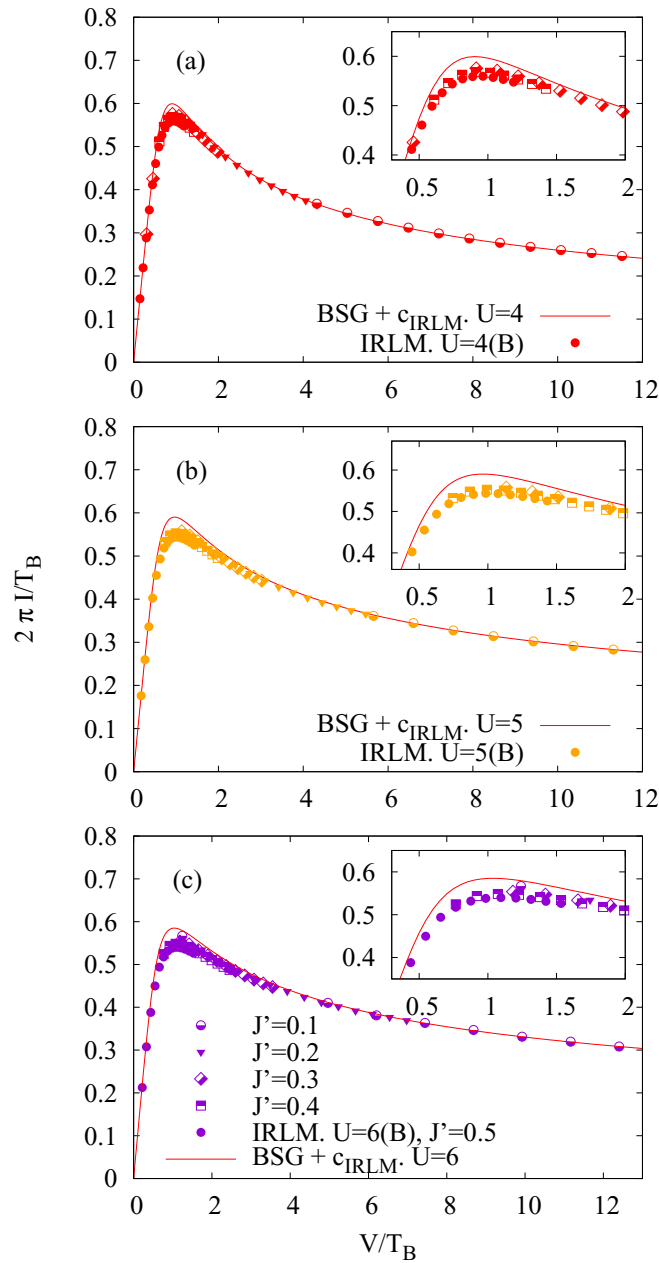 2 π I/T_B
0.8
0.7
0.6
0.5
0.4
0.3
0.2
0.1
0
(a)
0.6
0.5
0.4
0.5 1 1.5 2
BSG + c_IRLM. U=4
IRLM. U=4(B)
0 2 4 6 8 10 12
0.8
0.7
0.6
0.5
0.4
0.3
0.2
0.1
0
(b)
0.6
0.5
0.4
0.5 1 1.5 2
BSG + c_IRLM. U=5
IRLM. U=5(B)
0 2 4 6 8 10 12
0.8
0.7
0.6
0.5
0.4
0.3
0.2
0.1
0
(c)
0.6
0.5
0.4
0.5 1 1.5 2
J'=0.1
J'=0.2
J'=0.3
J'=0.4
IRLM. U=6(B), J'=0.5
BSG + c_IRLM. U=6
0 2 4 6 8 10 12
V/T_B